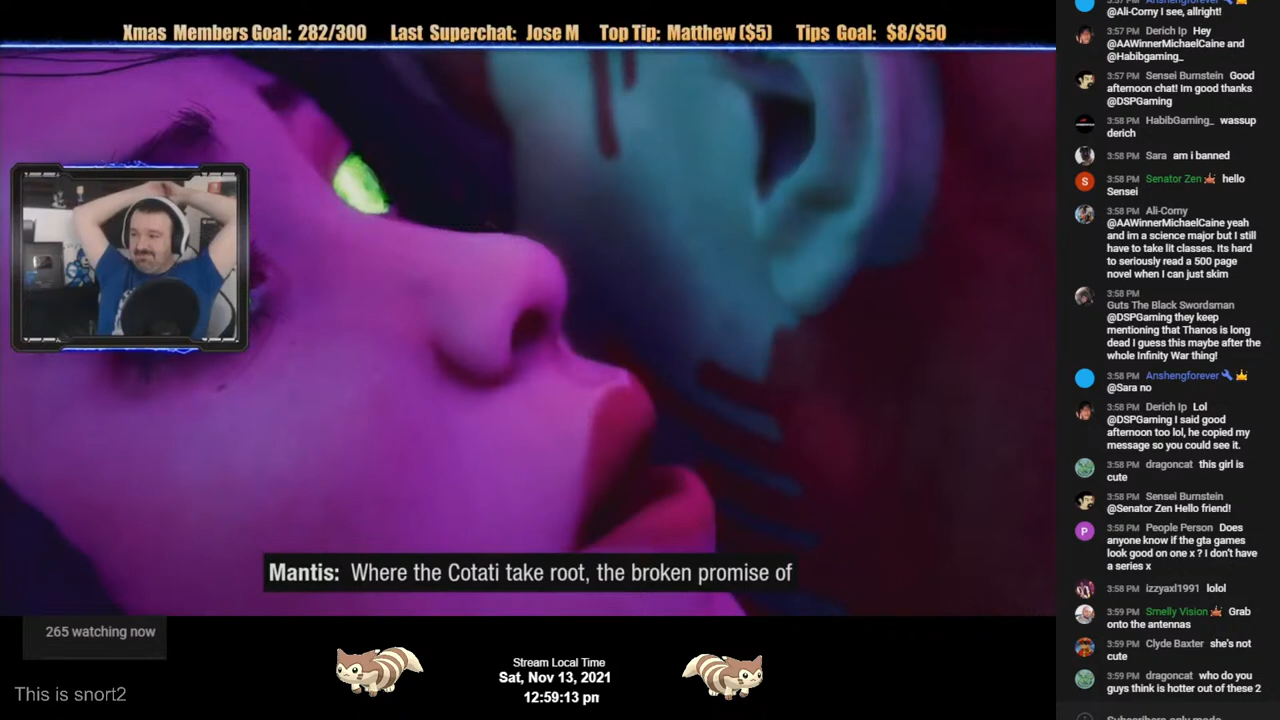 Xmas Members Goal: 282/300 Last Superchat: Jose M Top Tip: Matthew ($5) Tips Goal: $8/$50
Mantis: Where the Cotati take root, the broken promise of
265 watching now
This is snort2
Stream Local Time
Sat, Nov 13, 2021
12:59:13 pm
@Ali-Corny I see, allright!
3:57 PM Derich Ip Hey
@AAWinnerMichaelCaine and
@Habibgaming_
3:57 PM Sensei Burnstein Good
afternoon chat! Im good thanks
@DSPGaming
3:58 PM HabibGaming_ wassup
derich
3:58 PM Sara am i banned
S
3:58 PM Senator Zen hello
Sensei
3:58 PM Ali-Corny
@AAWinnerMichaelCaine yeah
and im a science major but I still
have to take lit classes. Its hard
to seriously read a 500 page
novel when I can just skim
3:58 PM
Guts The Black Swordsman
@DSPGaming they keep
mentioning that Thanos is long
dead I guess this maybe after the
whole Infinity War thing!
3:58 PM Anshengforever
@Sara no
3:58 PM Derich Ip Lol
@DSPGaming I said good
afternoon too lol, he copied my
message so you could see it.
3:58 PM dragoncat this girl is
cute
3:58 PM Sensei Burnstein
@Senator Zen Hello friend!
P
3:58 PM People Person Does
anyone know if the gta games
look good on one x ? I don't have
a series x
3:58 PM izzyaxl1991 lolol
3:59 PM Smelly Vision Grab
onto the antennas
3:59 PM Clyde Baxter she's not
cute
3:59 PM dragoncat who do you
guys think is hotter out of these 2